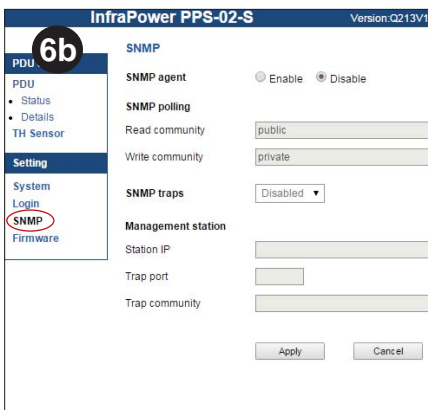 InfraPower PPS-02-S Version:Q213V1
6b
PDU
PDU
• Status
• Details
TH Sensor
Setting
System
Login
SNMP
Firmware
SNMP
SNMP agent Enable Disable
SNMP polling
Read community public
Write community private
SNMP traps Disabled ▼
Management station
Station IP
Trap port
Trap community
Apply Cancel